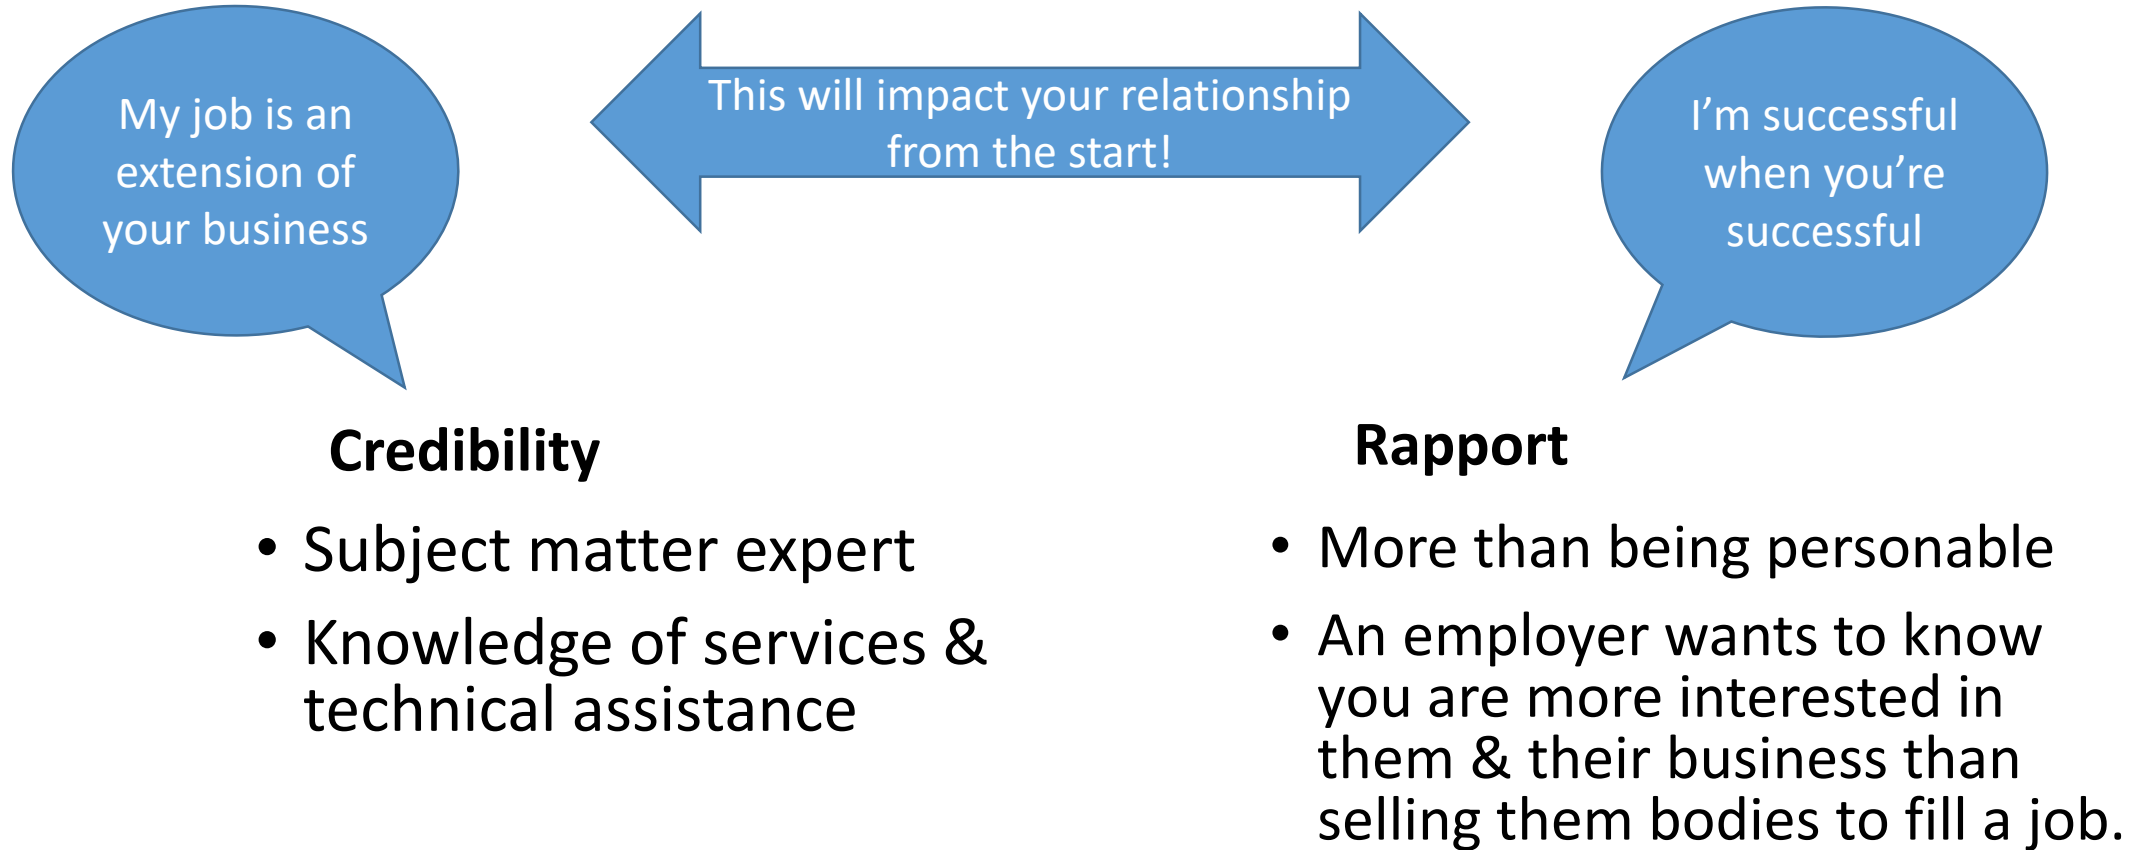 My job is an
extension of
your business
This will impact your relationship
from the start!
I’m successful
when you’re
successful
Credibility
• Subject matter expert
• Knowledge of services &
technical assistance
Rapport
• More than being personable
• An employer wants to know
you are more interested in
them & their business than
selling them bodies to fill a job.